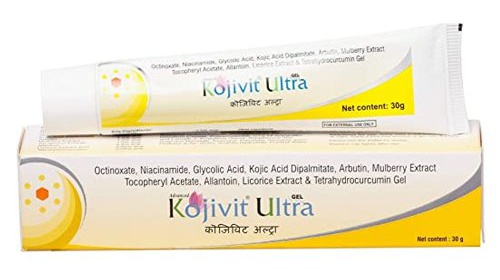 Octinoxate, Niacinamide, Glycolic Acid, Kojic Acid Dipalmitate, Arbutin, Mulberry Extract
Tocopheryl Acetate, Allantoin, Licorice Extract & Tetrahydrocurcumin Gel
Kojivit Ultra GEL
कोजिविट अल्ट्रा
Net content: 30g
FOR EXTERNAL USE ONLY
Octinoxate, Niacinamide, Glycolic Acid, Kojic Acid Dipalmitate, Arbutin, Mulberry Extract
Tocopheryl Acetate, Allantoin, Licorice Extract & Tetrahydrocurcumin Gel
Advanced
Kojivit Ultra GEL
कोजिविट अल्ट्रा
Net content : 30 g